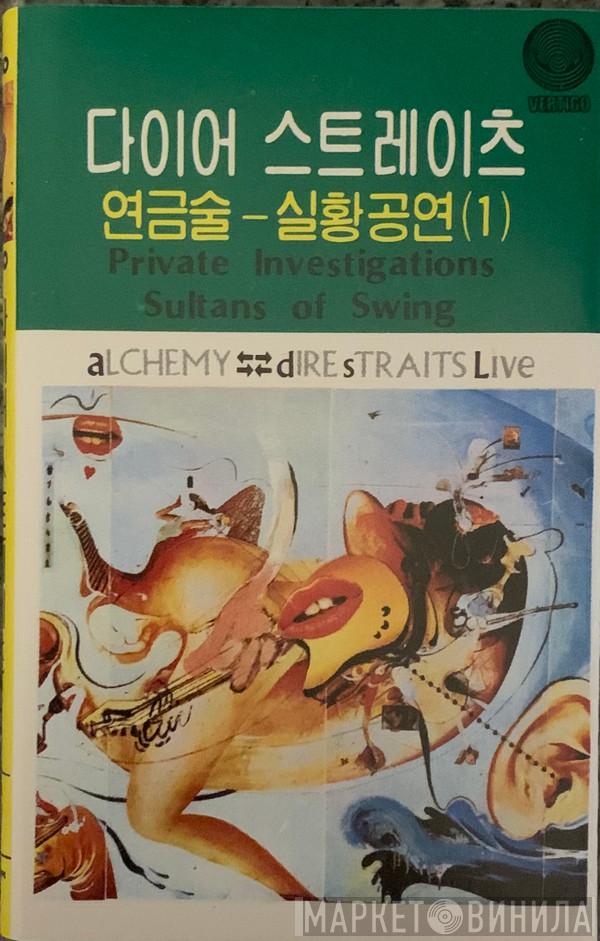 VERTIGO
다이어 스트레이츠
연금술 - 실황공연(1)
Private Investigations
Sultans of Swing
aLCHEMY dIRE sTRAITS Live
МАРКЕТ ВИНИЛА